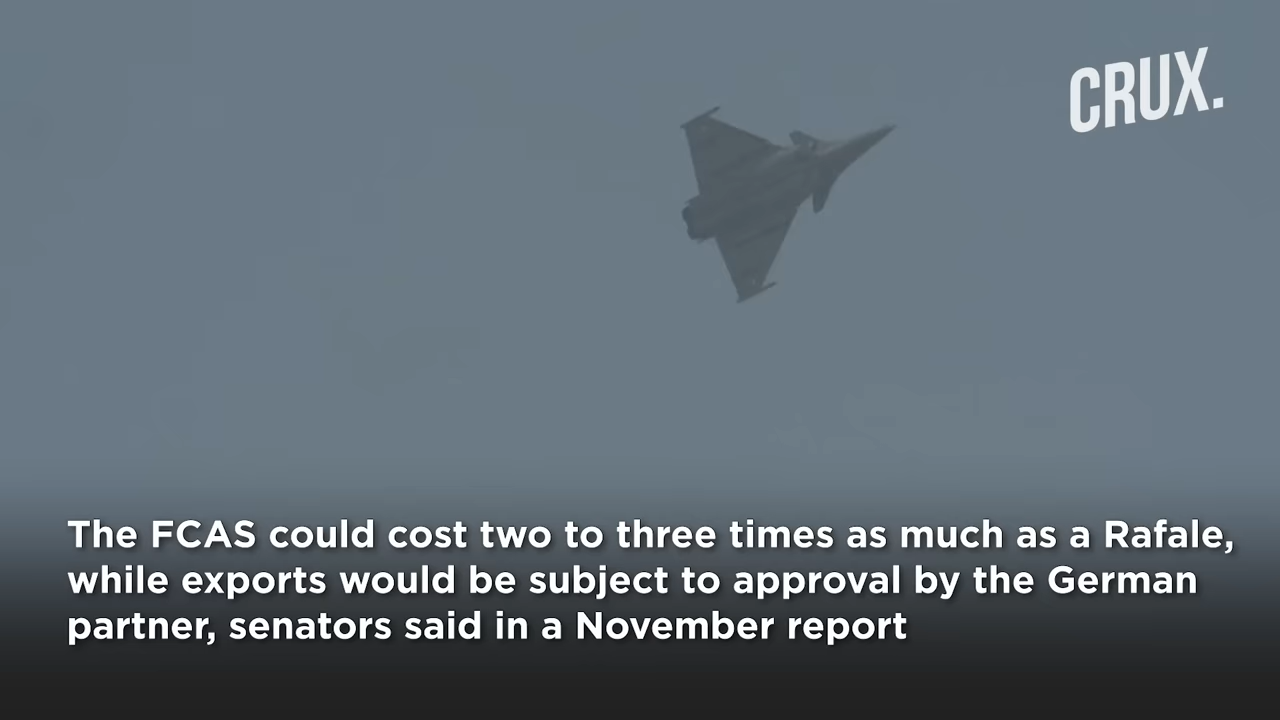 CRUX.
The FCAS could cost two to three times as much as a Rafale,
while exports would be subject to approval by the German
partner, senators said in a November report